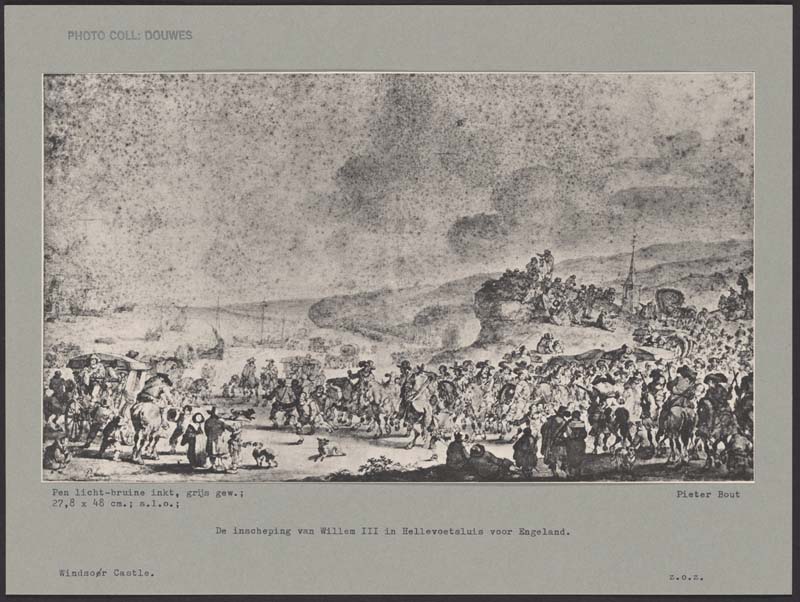 PHOTO COLL: DOUWES
Pen licht-bruine inkt, grijs gew.;
27,8 x 48 cm.; s.l.o.;
Pieter Bout
De inscheping van Willem III in Hellevoetsluis voor Engeland.
Windsoør Castle.
z.o.z.